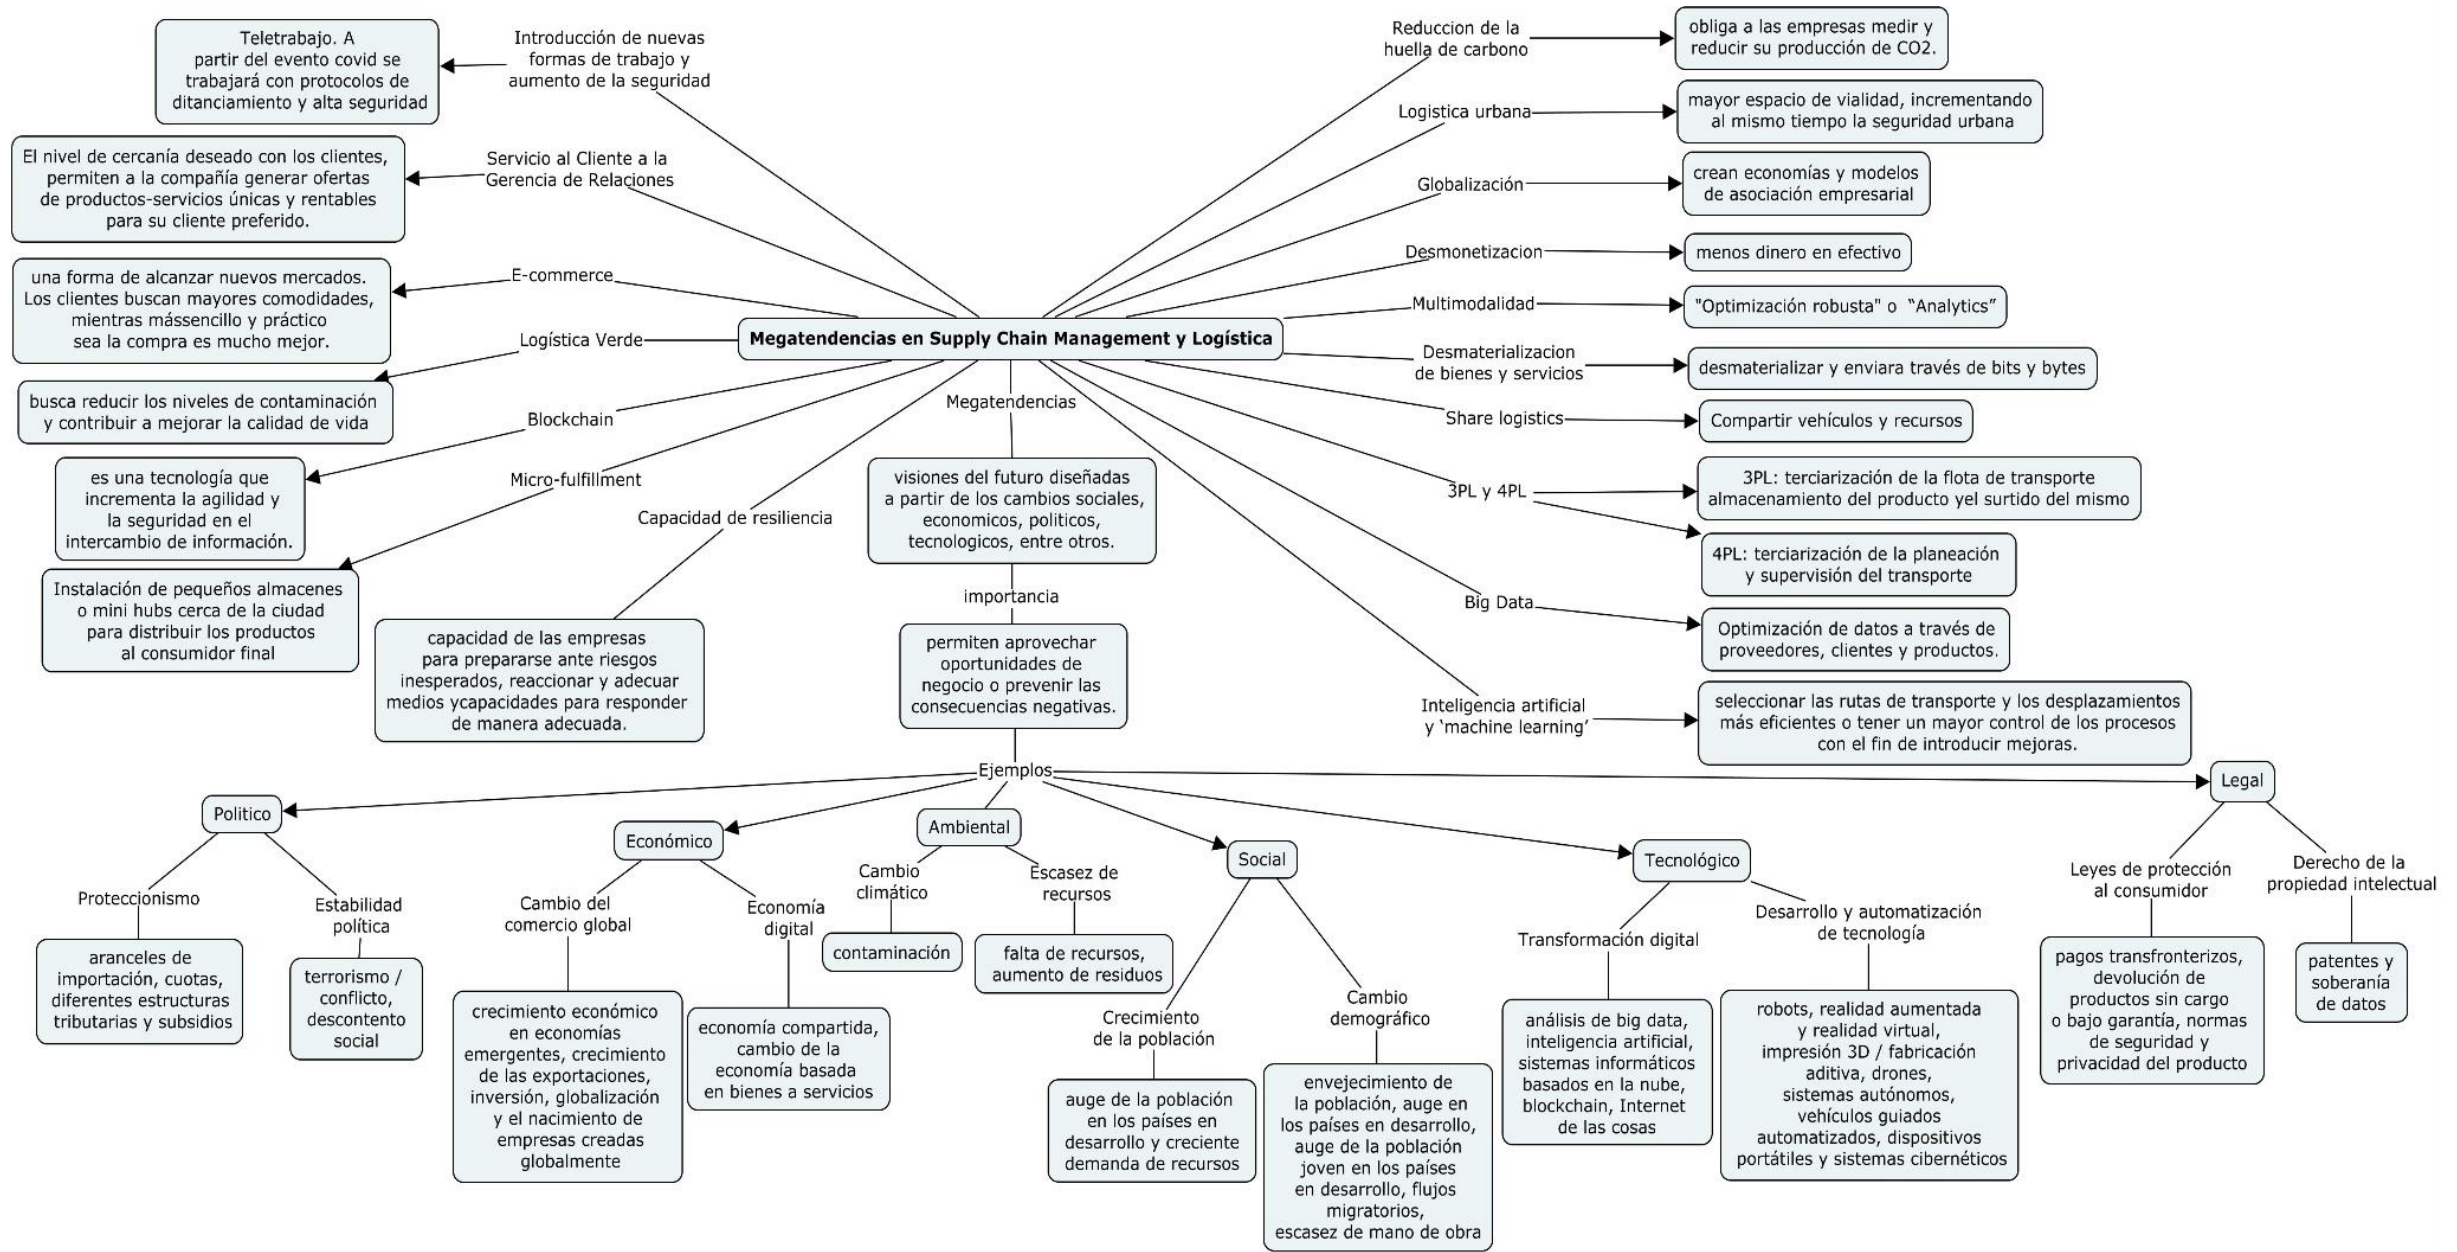 Teletrabajo. A
partir del evento covid se
trabajará con protocolos de
ditanciamiento y alta seguridad
Introducción de nuevas
formas de trabajo y
aumento de la seguridad
El nivel de cercanía deseado con los clientes,
permiten a la compañía generar ofertas
de productos-servicios únicas y rentables
para su cliente preferido.
Servicio al Cliente a la
Gerencia de Relaciones
una forma de alcanzar nuevos mercados.
Los clientes buscan mayores comodidades,
mientras mássencillo y práctico
sea la compra es mucho mejor.
E-commerce
Logística Verde
busca reducir los niveles de contaminación
y contribuir a mejorar la calidad de vida
Blockchain
es una tecnología que
incrementa la agilidad y
la seguridad en el
intercambio de información.
Micro-fulfillment
Instalación de pequeños almacenes
o mini hubs cerca de la ciudad
para distribuir los productos
al consumidor final
Capacidad de resiliencia
capacidad de las empresas
para prepararse ante riesgos
inesperados, reaccionar y adecuar
medios ycapacidades para responder
de manera adecuada.
Megatendencias en Supply Chain Management y Logística
Reduccion de la
huella de carbono
obliga a las empresas medir y
reducir su producción de CO2.
Logistica urbana
mayor espacio de vialidad, incrementando
al mismo tiempo la seguridad urbana
Globalización
crean economías y modelos
de asociación empresarial
Desmonetizacion
menos dinero en efectivo
Multimodalidad
"Optimización robusta" o “Analytics”
Desmaterializacion
de bienes y servicios
desmaterializar y enviara través de bits y bytes
Share logistics
Compartir vehículos y recursos
3PL y 4PL
3PL: terciarización de la flota de transporte
almacenamiento del producto yel surtido del mismo
4PL: terciarización de la planeación
y supervisión del transporte
Big Data
Optimización de datos a través de
proveedores, clientes y productos.
Inteligencia artificial
y ‘machine learning’
seleccionar las rutas de transporte y los desplazamientos
más eficientes o tener un mayor control de los procesos
con el fin de introducir mejoras.
Megatendencias
visiones del futuro diseñadas
a partir de los cambios sociales,
economicos, politicos,
tecnologicos, entre otros.
importancia
permiten aprovechar
oportunidades de
negocio o prevenir las
consecuencias negativas.
Ejemplos
Politico
Proteccionismo
aranceles de
importación, cuotas,
diferentes estructuras
tributarias y subsidios
Estabilidad
política
terrorismo /
conflicto,
descontento
social
Económico
Cambio del
comercio global
crecimiento económico
en economías
emergentes, crecimiento
de las exportaciones,
inversión, globalización
y el nacimiento de
empresas creadas
globalmente
Economía
digital
economía compartida,
cambio de la
economía basada
en bienes a servicios
Ambiental
Cambio
climático
contaminación
Escasez de
recursos
falta de recursos,
aumento de residuos
Social
Crecimiento
de la población
auge de la población
en los países en
desarrollo y creciente
demanda de recursos
Cambio
demográfico
envejecimiento de
la población, auge en
los países en desarrollo,
auge de la población
joven en los países
en desarrollo, flujos
migratorios,
escasez de mano de obra
Tecnológico
Transformación digital
análisis de big data,
inteligencia artificial,
sistemas informáticos
basados en la nube,
blockchain, Internet
de las cosas
Desarrollo y automatización
de tecnología
robots, realidad aumentada
y realidad virtual,
impresión 3D / fabricación
aditiva, drones,
sistemas autónomos,
vehículos guiados
automatizados, dispositivos
portátiles y sistemas cibernéticos
Legal
Leyes de protección
al consumidor
pagos transfronterizos,
devolución de
productos sin cargo
o bajo garantía, normas
de seguridad y
privacidad del producto
Derecho de la
propiedad intelectual
patentes y
soberanía
de datos